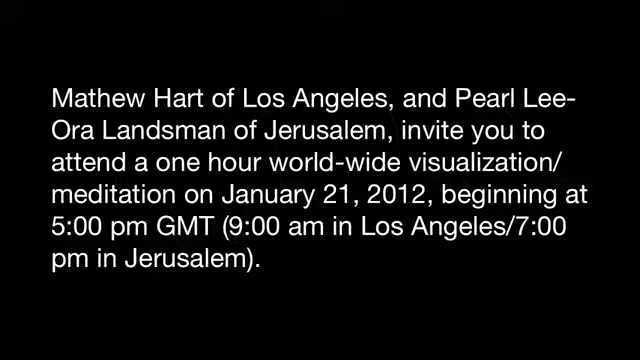 Mathew Hart of Los Angeles, and Pearl Lee-
Ora Landsman of Jerusalem, invite you to
attend a one hour world-wide visualization/
meditation on January 21, 2012, beginning at
5:00 pm GMT (9:00 am in Los Angeles/7:00
pm in Jerusalem).